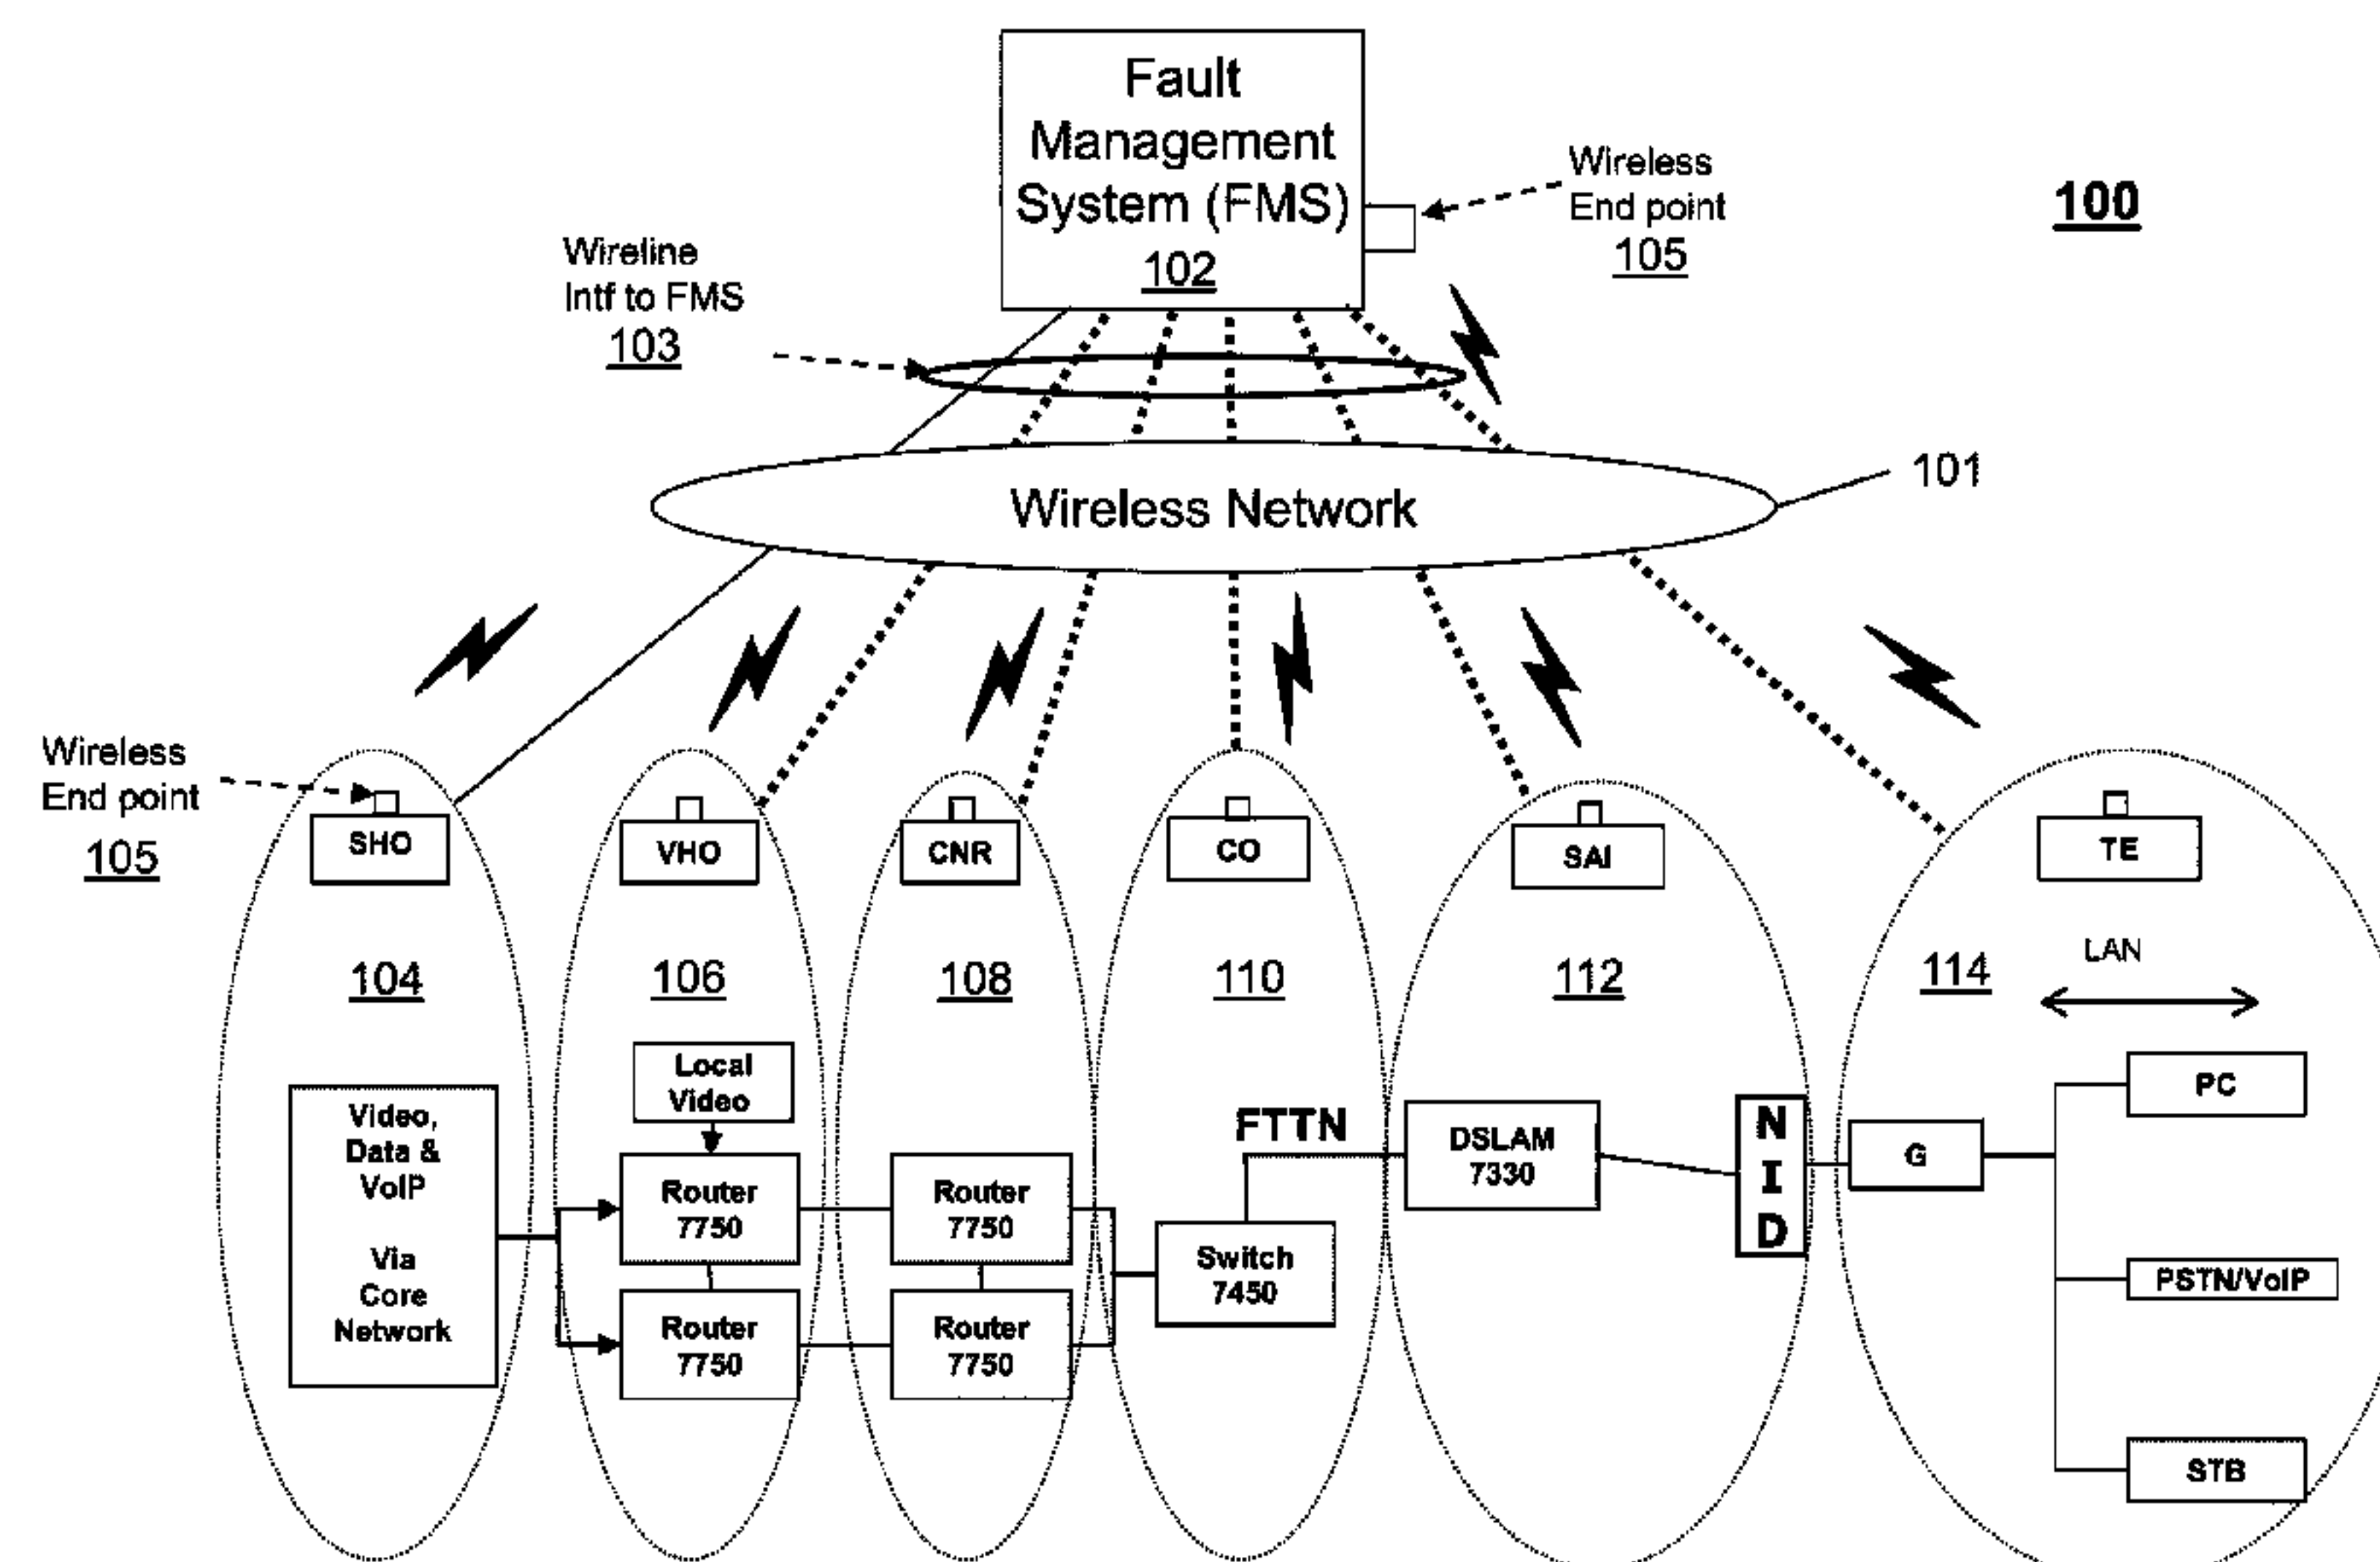 Fault
Management
System (FMS)
102
Wireless
End point
105
100
Wireline
Intf to FMS
103
Wireless Network
101
Wireless
End point
105
SHO
VHO
CNR
CO
SAI
TE
104
106
108
110
112
114
LAN
Video,
Data &
VoIP
Via
Core
Network
Local
Video
Router
7750
Router
7750
Router
7750
Router
7750
Switch
7450
FTTN
DSLAM
7330
N
I
D
G
PC
PSTN/VoIP
STB